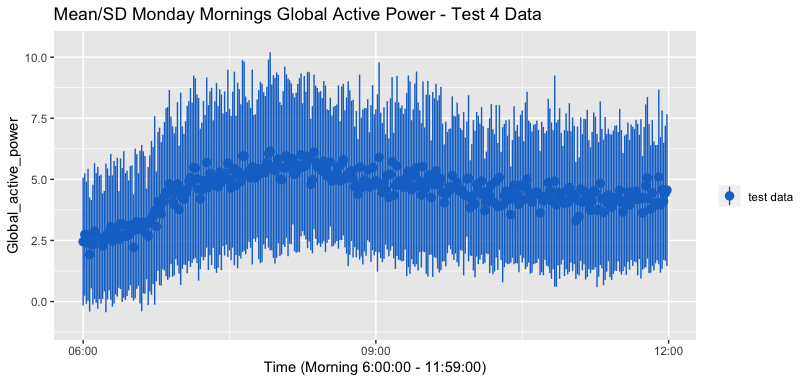 Mean/SD Monday Mornings Global Active Power - Test 4 Data
Global_active_power
10.0
7.5
5.0
2.5
0.0
06:00 09:00 12:00
Time (Morning 6:00:00 - 11:59:00)
test data